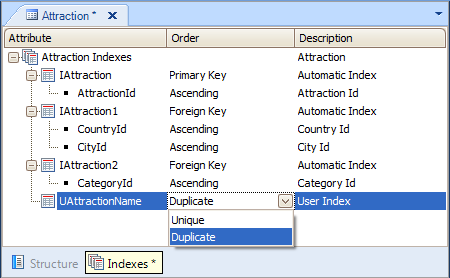 Attraction *
Attribute Order Description
Attraction Indexes Attraction
IAttraction Primary Key Automatic Index
AttractionId Ascending Attraction Id
IAttraction1 Foreign Key Automatic Index
CountryId Ascending Country Id
CityId Ascending City Id
IAttraction2 Foreign Key Automatic Index
CategoryId Ascending Category Id
UAttractionName Duplicate User Index
Unique
Duplicate
Structure Indexes *